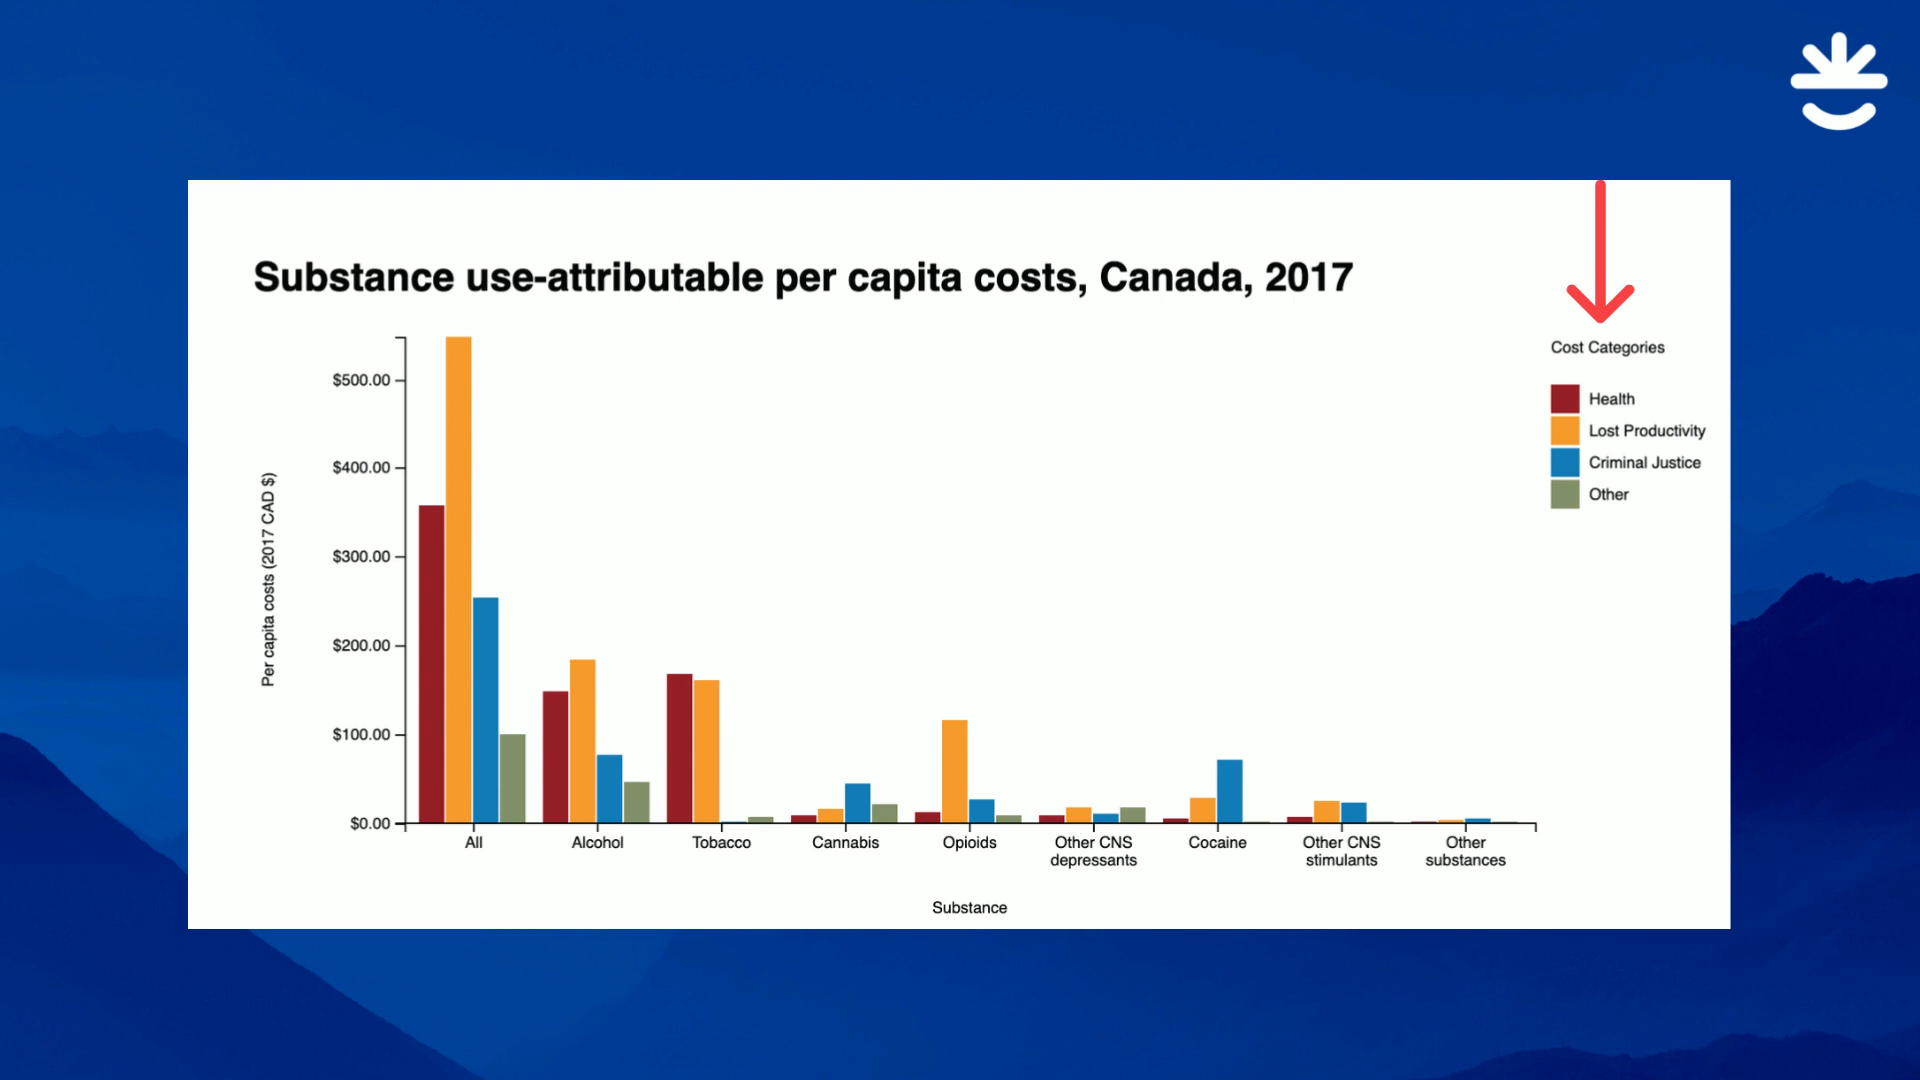 Substance use-attributable per capita costs, Canada, 2017
Cost Categories
Health
Lost Productivity
Criminal Justice
Other
Per capita costs (2017 CAD $)
$500.00
$400.00
$300.00
$200.00
$100.00
$0.00
All
Alcohol
Tobacco
Cannabis
Opioids
Other CNS
depressants
Cocaine
Other CNS
stimulants
Other
substances
Substance